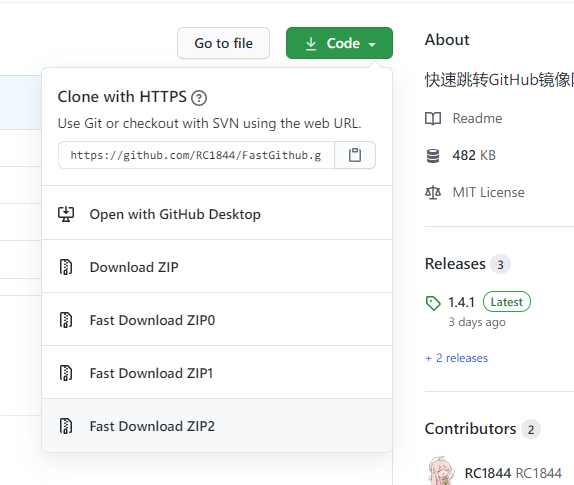 Go to file
Code
Clone with HTTPS
Use Git or checkout with SVN using the web URL.
https://github.com/RC1844/FastGithub.g
Open with GitHub Desktop
Download ZIP
Fast Download ZIP0
Fast Download ZIP1
Fast Download ZIP2
About
快速跳转GitHub镜像
Readme
482 KB
MIT License
Releases 3
1.4.1 Latest
3 days ago
+ 2 releases
Contributors 2
RC1844 RC1844